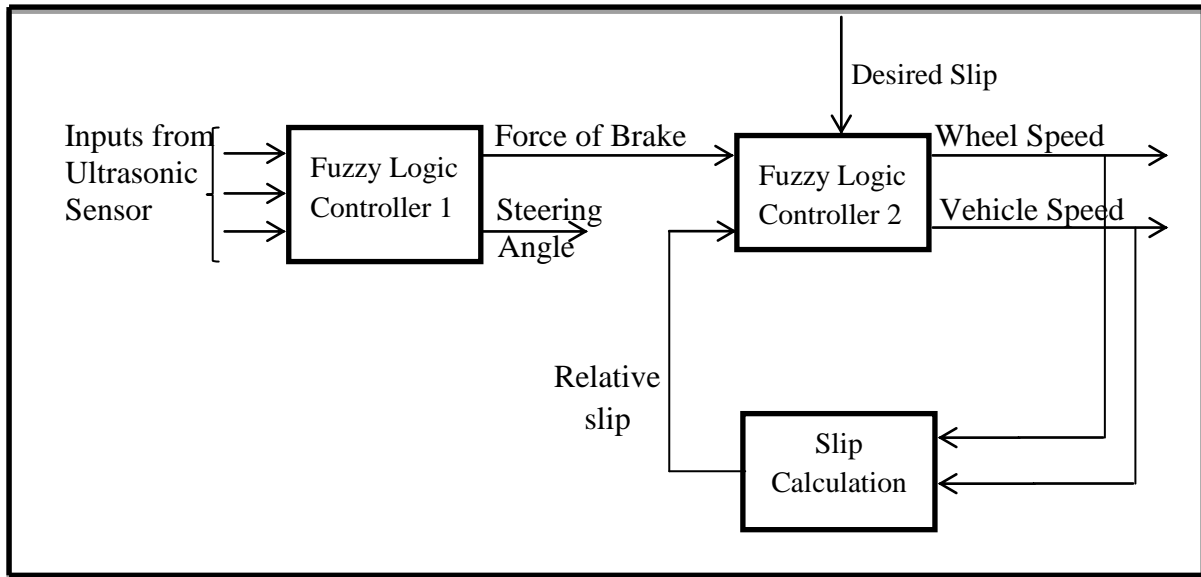 Desired Slip
Inputs from
Ultrasonic
Sensor
Fuzzy Logic
Controller 1
Force of Brake
Steering
Angle
Fuzzy Logic
Controller 2
Wheel Speed
Vehicle Speed
Relative
slip
Slip
Calculation